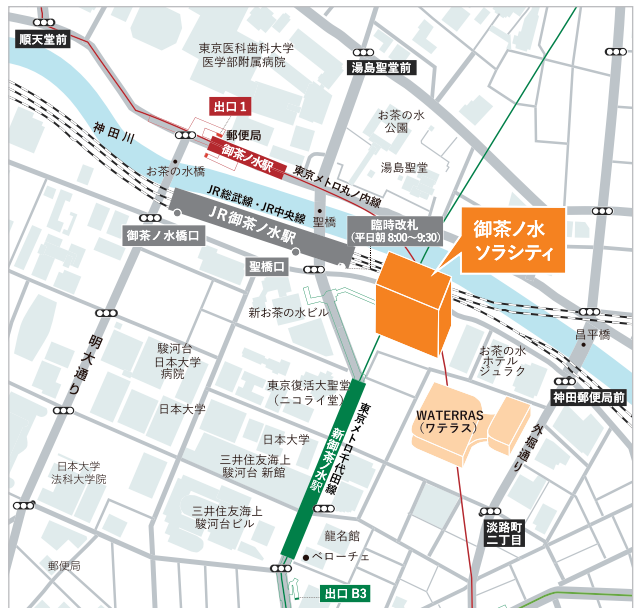 順天堂前
東京医科歯科大学
医学部附属病院
湯島聖堂前
出口 1
郵便局
御茶ノ水駅
お茶の水
公園
湯島聖堂
神田川
お茶の水橋
東京メトロ丸ノ内線
JR総武線・JR中央線
JR御茶ノ水駅
聖橋
臨時改札
(平日朝 8:00〜9:30)
御茶ノ水
ソラシティ
御茶ノ水橋口
聖橋口
新お茶の水ビル
明大通り
駿河台
日本大学
病院
東京復活大聖堂
(ニコライ堂)
お茶の水
ホテル
ジュラク
昌平橋
神田郵便局前
日本大学
WATERRAS
(ワテラス)
外堀通り
東京メトロ千代田線
新御茶ノ水駅
日本大学
三井住友海上
駿河台 新館
日本大学
法科大学院
三井住友海上
駿河台ビル
淡路町
二丁目
龍名館
ベローチェ
郵便局
出口 B3